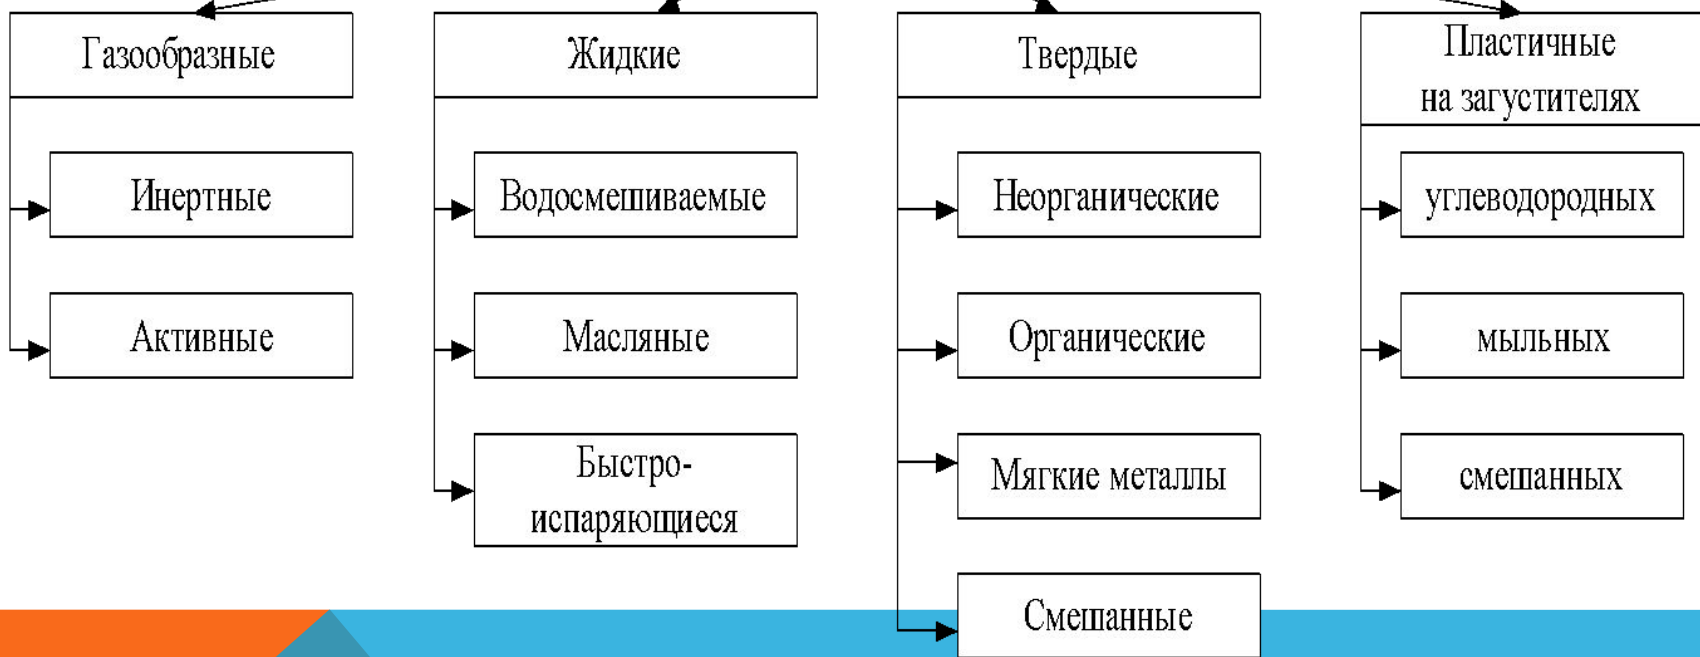 Газообразные
Инертные
Активные
Жидкие
Водосмешиваемые
Масляные
Быстро-
испаряющиеся
Твердые
Неорганические
Органические
Мягкие металлы
Смешанные
Пластичные
на загустителях
углеводородных
мыльных
смешанных